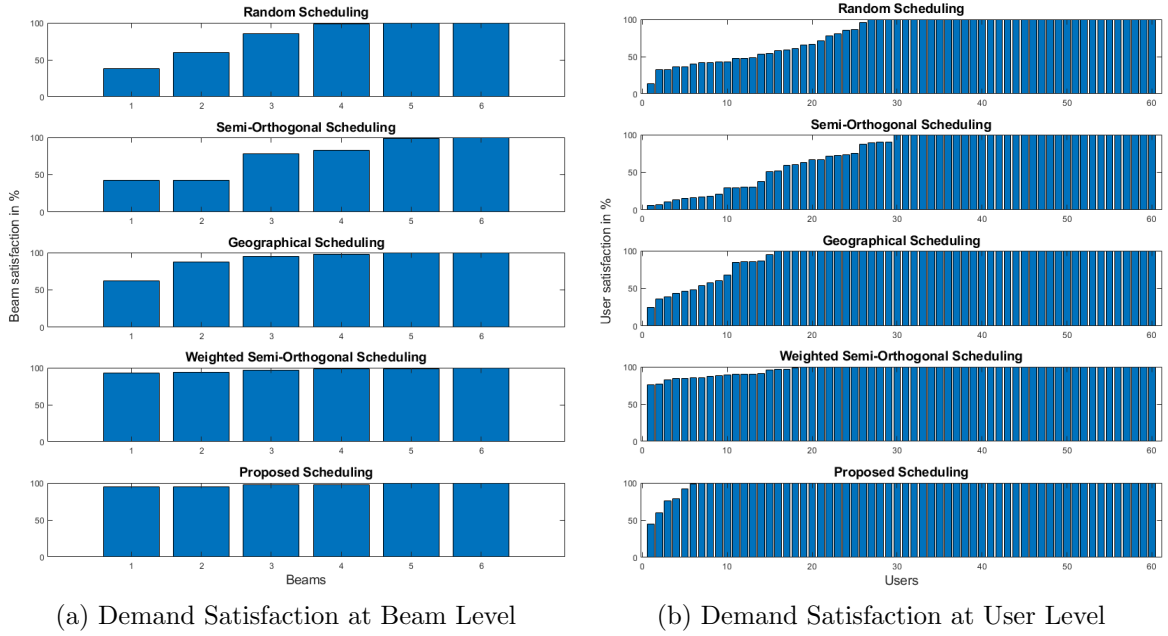 Random Scheduling
100
50
0
1 2 3 4 5 6
Semi-Orthogonal Scheduling
100
50
0
1 2 3 4 5 6
Geographical Scheduling
100
50
0
1 2 3 4 5 6
Weighted Semi-Orthogonal Scheduling
100
50
0
1 2 3 4 5 6
Proposed Scheduling
100
50
0
1 2 3 4 5 6
Beam satisfaction in %
Beams
(a) Demand Satisfaction at Beam Level
Random Scheduling
100
50
0
0 10 20 30 40 50 60
Semi-Orthogonal Scheduling
100
50
0
0 10 20 30 40 50 60
Geographical Scheduling
100
50
0
0 10 20 30 40 50 60
Weighted Semi-Orthogonal Scheduling
100
50
0
0 10 20 30 40 50 60
Proposed Scheduling
100
50
0
0 10 20 30 40 50 60
User satisfaction in %
Users
(b) Demand Satisfaction at User Level